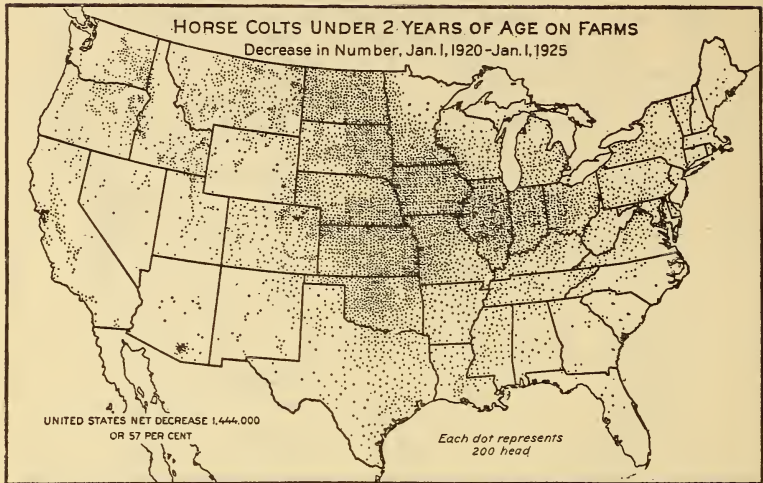 HORSE COLTS UNDER 2 YEARS OF AGE ON FARMS
Decrease in Number, Jan. 1, 1920-Jan. 1, 1925
UNITED STATES NET DECREASE 1,444,000
OR 57 PER CENT
Each dot represents
200 head